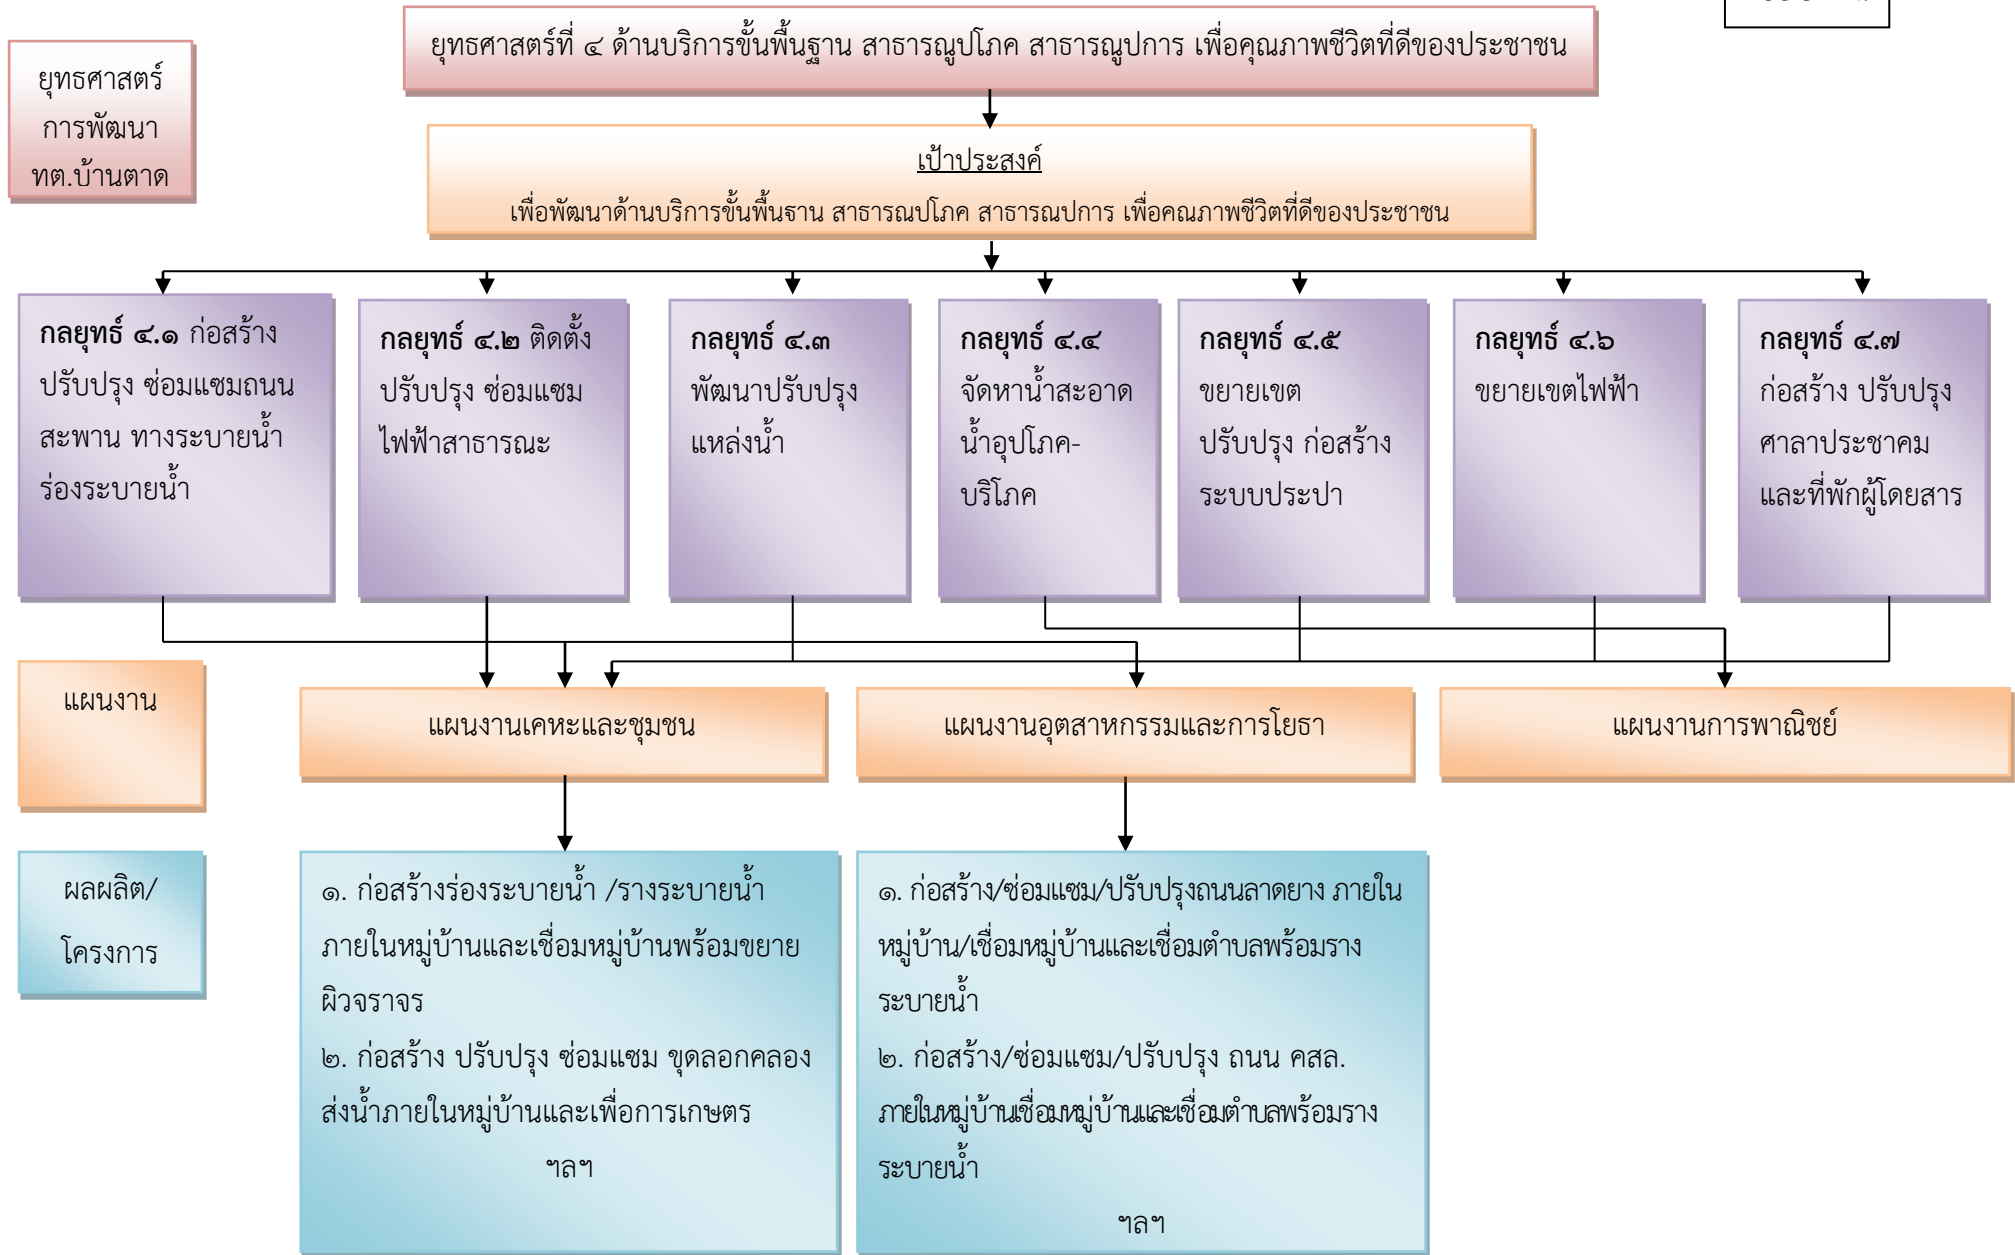 ยุทธศาสตร์ที่ ๔ ด้านบริการขั้นพื้นฐาน สาธารณูปโภค สาธารณูปการ เพื่อคุณภาพชีวิตที่ดีของประชาชน
ยุทธศาสตร์
การพัฒนา
ทต.บ้านตาด
เป้าประสงค์
เพื่อพัฒนาด้านบริการขั้นพื้นฐาน สาธารณปโภค สาธารณปการ เพื่อคณภาพชีวิตที่ดีของประชาชน
กลยุทธ์ ๔.๑ ก่อสร้าง
ปรับปรุง ซ่อมแซมถนน
สะพาน ทางระบายน้ำ
ร่องระบายน้ำ
กลยุทธ์ ๔.๒ ติดตั้ง
ปรับปรุง ซ่อมแซม
ไฟฟ้าสาธารณะ
กลยุทธ์ ๔.๓
พัฒนาปรับปรุง
แหล่งน้ำ
กลยุทธ์ ๔.๔
จัดหาน้ำสะอาด
น้ำอุปโภค-
บริโภค
กลยุทธ์ ๔.๕
ขยายเขต
ปรับปรุง ก่อสร้าง
ระบบประปา
กลยุทธ์ ๔.๖
ขยายเขตไฟฟ้า
กลยุทธ์ ๔.๗
ก่อสร้าง ปรับปรุง
ศาลาประชาคม
และที่พักผู้โดยสาร
แผนงาน
แผนงานเคหะและชุมชน
แผนงานอุตสาหกรรมและการโยธา
แผนงานการพาณิชย์
ผลผลิต/
โครงการ
๑. ก่อสร้างร่องระบายน้ำ /รางระบายน้ำ
ภายในหมู่บ้านและเชื่อมหมู่บ้านพร้อมขยาย
ผิวจราจร
๒. ก่อสร้าง ปรับปรุง ซ่อมแซม ขุดลอกคลอง
ส่งน้ำภายในหมู่บ้านและเพื่อการเกษตร
ฯลฯ
๑. ก่อสร้าง/ซ่อมแซม/ปรับปรุงถนนลาดยาง ภายใน
หมู่บ้าน/เชื่อมหมู่บ้านและเชื่อมตำบลพร้อมราง
ระบายน้ำ
๒. ก่อสร้าง/ซ่อมแซม/ปรับปรุง ถนน คสล.
ภายในหมู่บ้านเชื่อมหมู่บ้านและเชื่อมตำบลพร้อมราง
ระบายน้ำ
ฯลฯ